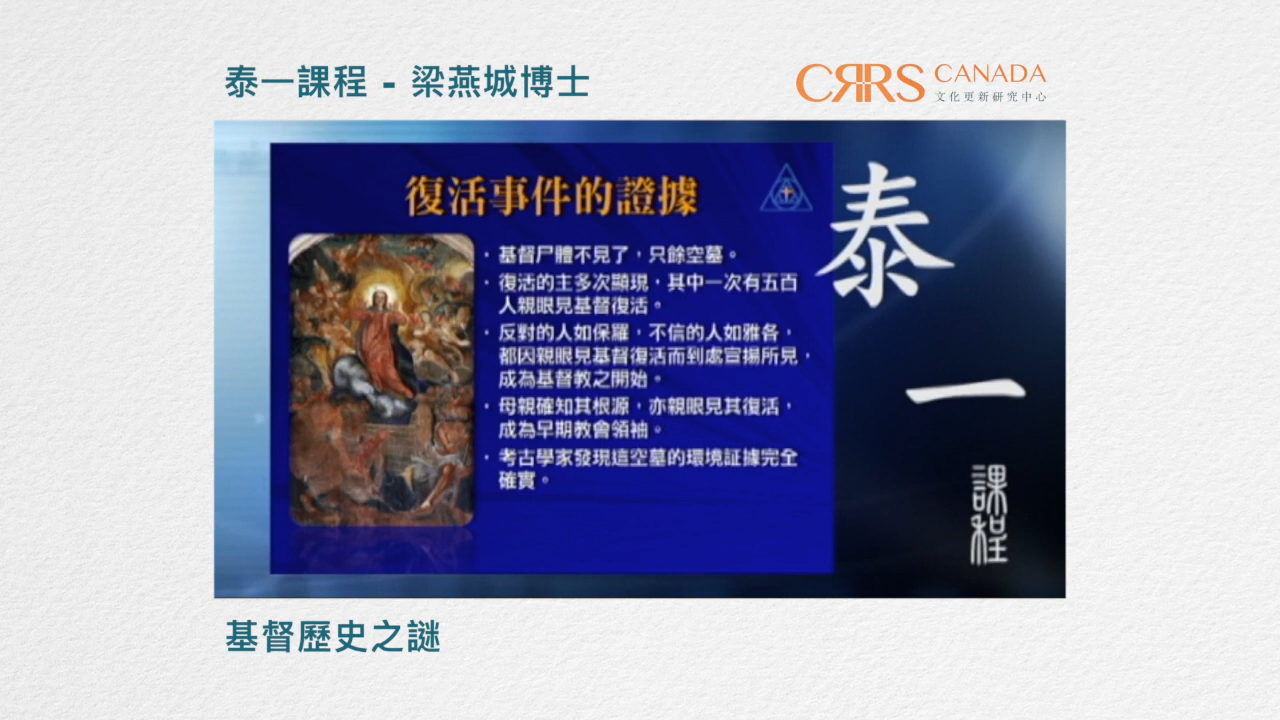 泰一課程 - 梁燕城博士
CRRS CANADA
文化更新研究中心
復活事件的證據
· 基督尸體不見了，只餘空墓。
· 復活的主多次顯現，其中一次有五百
人親眼見基督復活。
· 反對的人如保羅，不信的人如雅各，
都因親眼見基督復活而到處宣揚所見，
成為基督教之開始。
· 母親確知其根源，亦親眼見其復活，
成為早期教會領袖。
· 考古學家發現這空墓的環境証據完全
確實。
泰
一
課程
基督歷史之謎